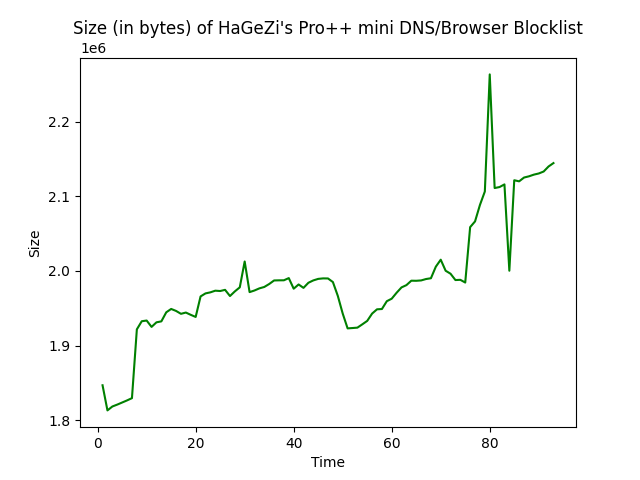 Size (in bytes) of HaGeZi's Pro++ mini DNS/Browser Blocklist
1e6
2.2
2.1
2.0
1.9
1.8
Size
0 20 40 60 80
Time